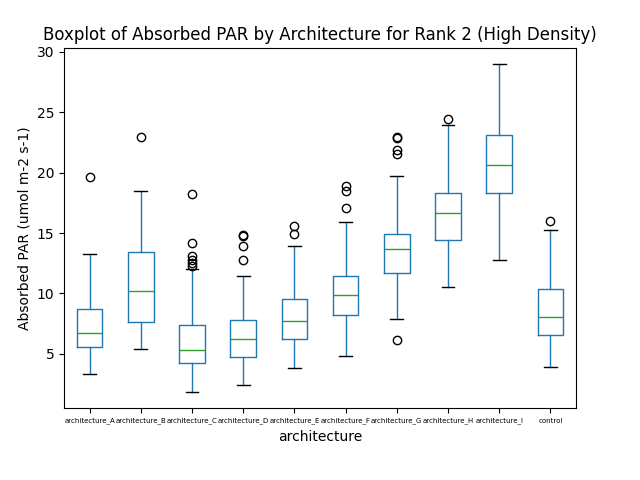 Boxplot of Absorbed PAR by Architecture for Rank 2 (High Density)
Absorbed PAR (umol m-2 s-1)
30
25
20
15
10
5
architecture_A architecture_B architecture_C architecture_D architecture_E architecture_F architecture_G architecture_H architecture_I control
architecture